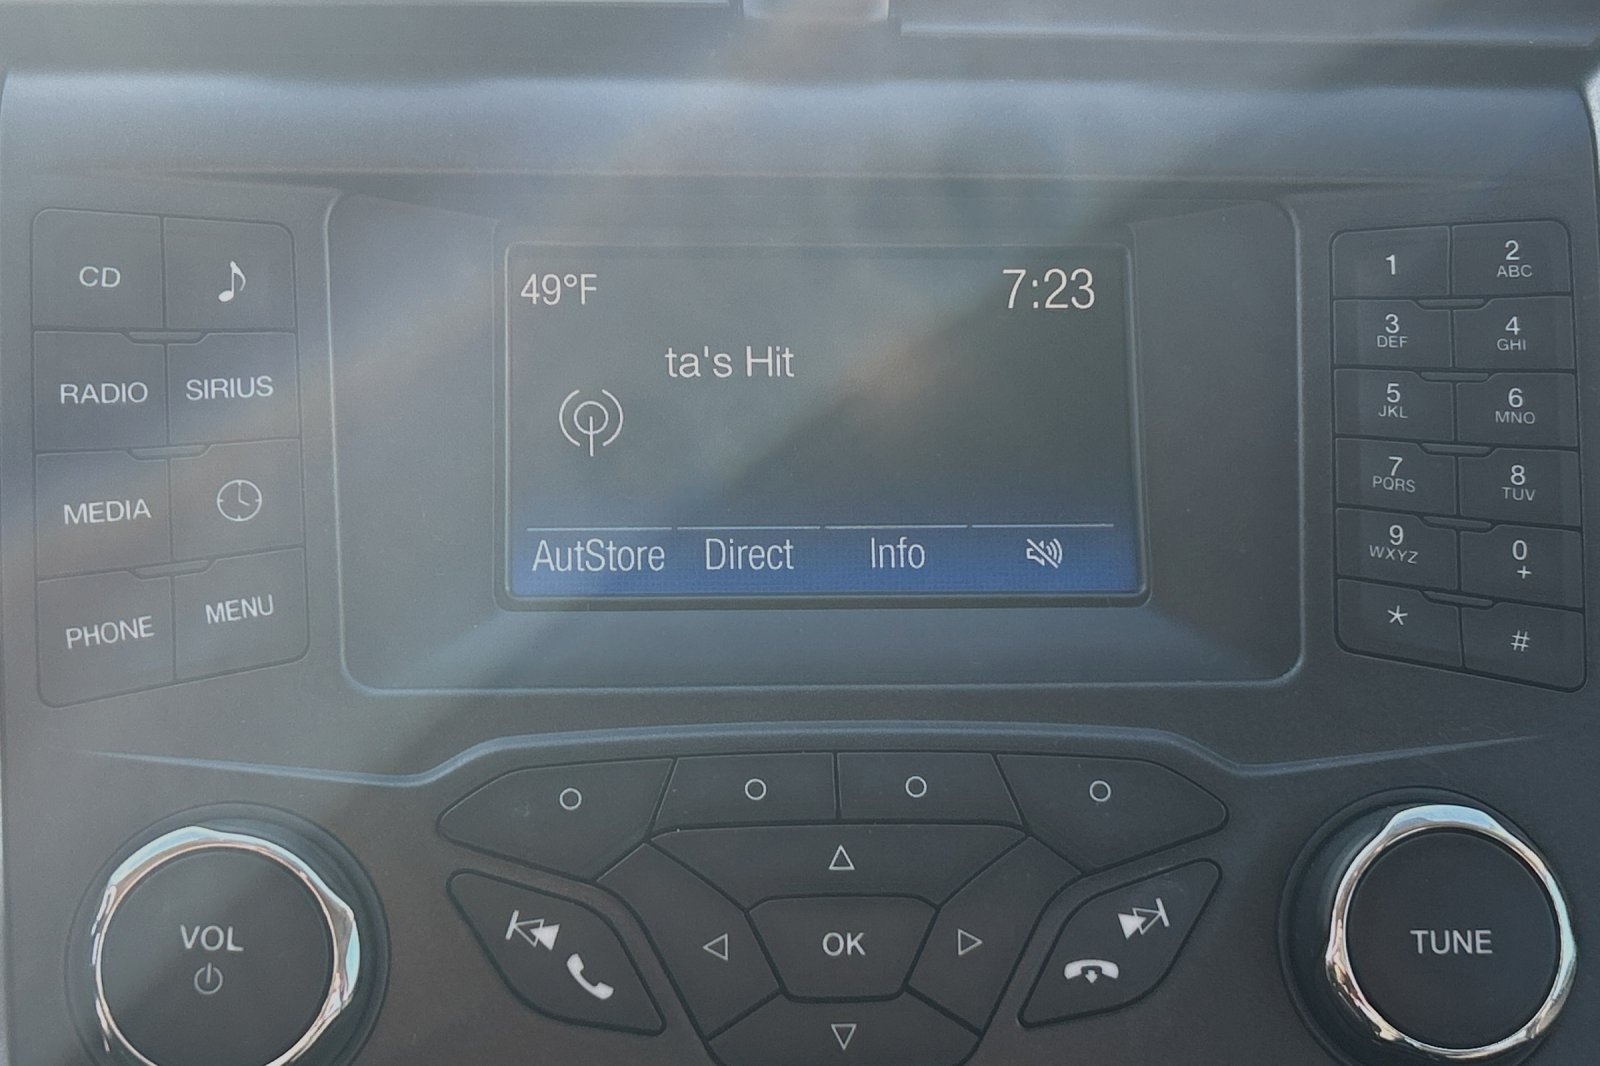 49°F 7:23
ta's Hit
AutStore Direct Info
CD
RADIO SIRIUS
MEDIA
PHONE MENU
1 2 ABC
3 DEF 4 GHI
5 JKL 6 MNO
7 PQRS 8 TUV
9 WXYZ 0 +
* #
VOL
OK
TUNE